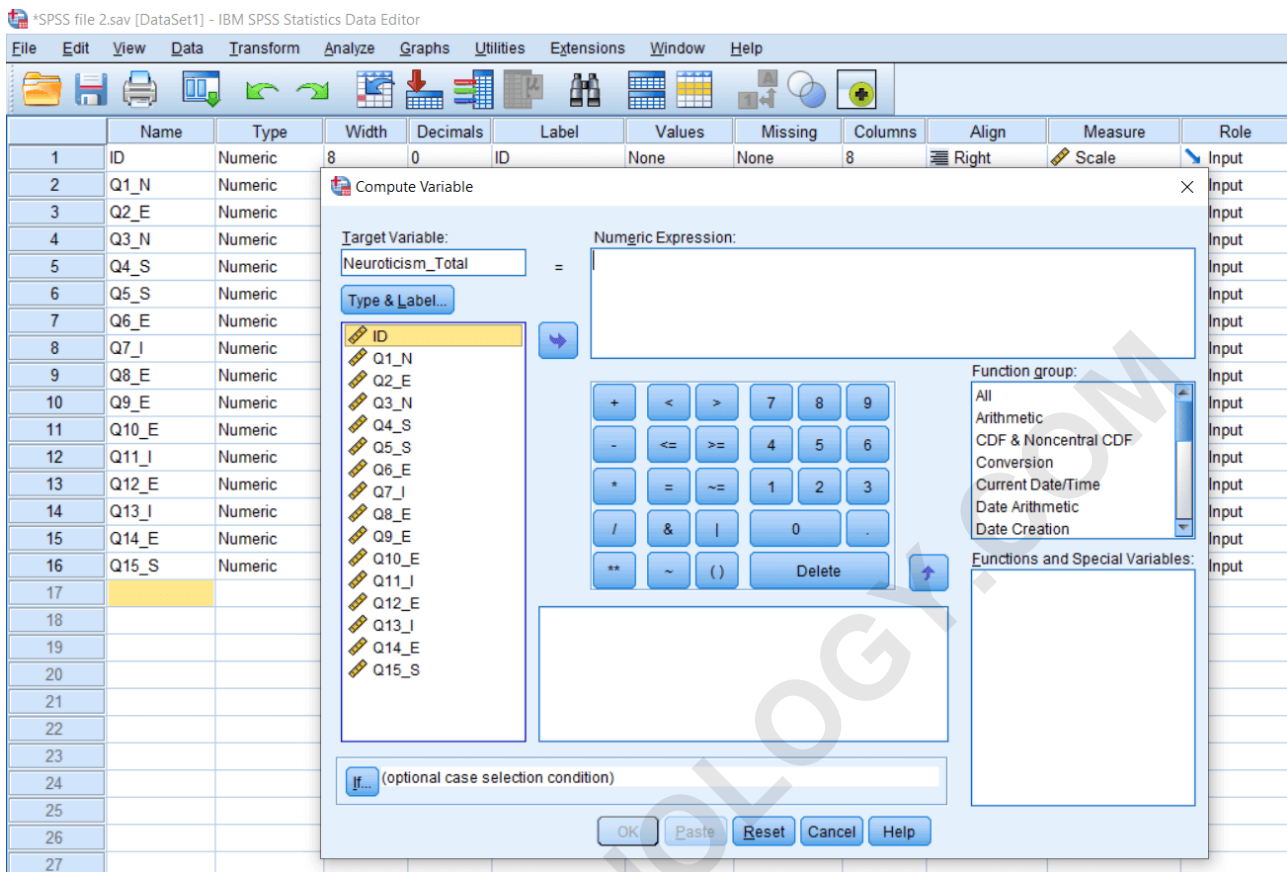 *SPSS file 2.sav [DataSet1] - IBM SPSS Statistics Data Editor
File Edit View Data Transform Analyze Graphs Utilities Extensions Window Help
Name Type Width Decimals Label Values Missing Columns Align Measure Role
1 ID Numeric 8 0 ID None None 8 Right Scale Input
2 Q1_N Numeric Input
3 Q2_E Numeric Input
4 Q3_N Numeric Input
5 Q4_S Numeric Input
6 Q5_S Numeric Input
7 Q6_E Numeric Input
8 Q7_I Numeric Input
9 Q8_E Numeric Input
10 Q9_E Numeric Input
11 Q10_E Numeric Input
12 Q11_I Numeric Input
13 Q12_E Numeric Input
14 Q13_I Numeric Input
15 Q14_E Numeric Input
16 Q15_S Numeric Input
17
18
19
20
21
22
23
24
25
26
27
Compute Variable
Target Variable:
Neuroticism_Total
=
Numeric Expression:
Type & Label...
ID
Q1_N
Q2_E
Q3_N
Q4_S
Q5_S
Q6_E
Q7_I
Q8_E
Q9_E
Q10_E
Q11_I
Q12_E
Q13_I
Q14_E
Q15_S
+ < > 7 8 9
- <= >= 4 5 6
* = ~= 1 2 3
/ & | 0 .
** ~ ( ) Delete
Function group:
All
Arithmetic
CDF & Noncentral CDF
Conversion
Current Date/Time
Date Arithmetic
Date Creation
Functions and Special Variables:
If... (optional case selection condition)
OK Paste Reset Cancel Help
OLOGY.COM